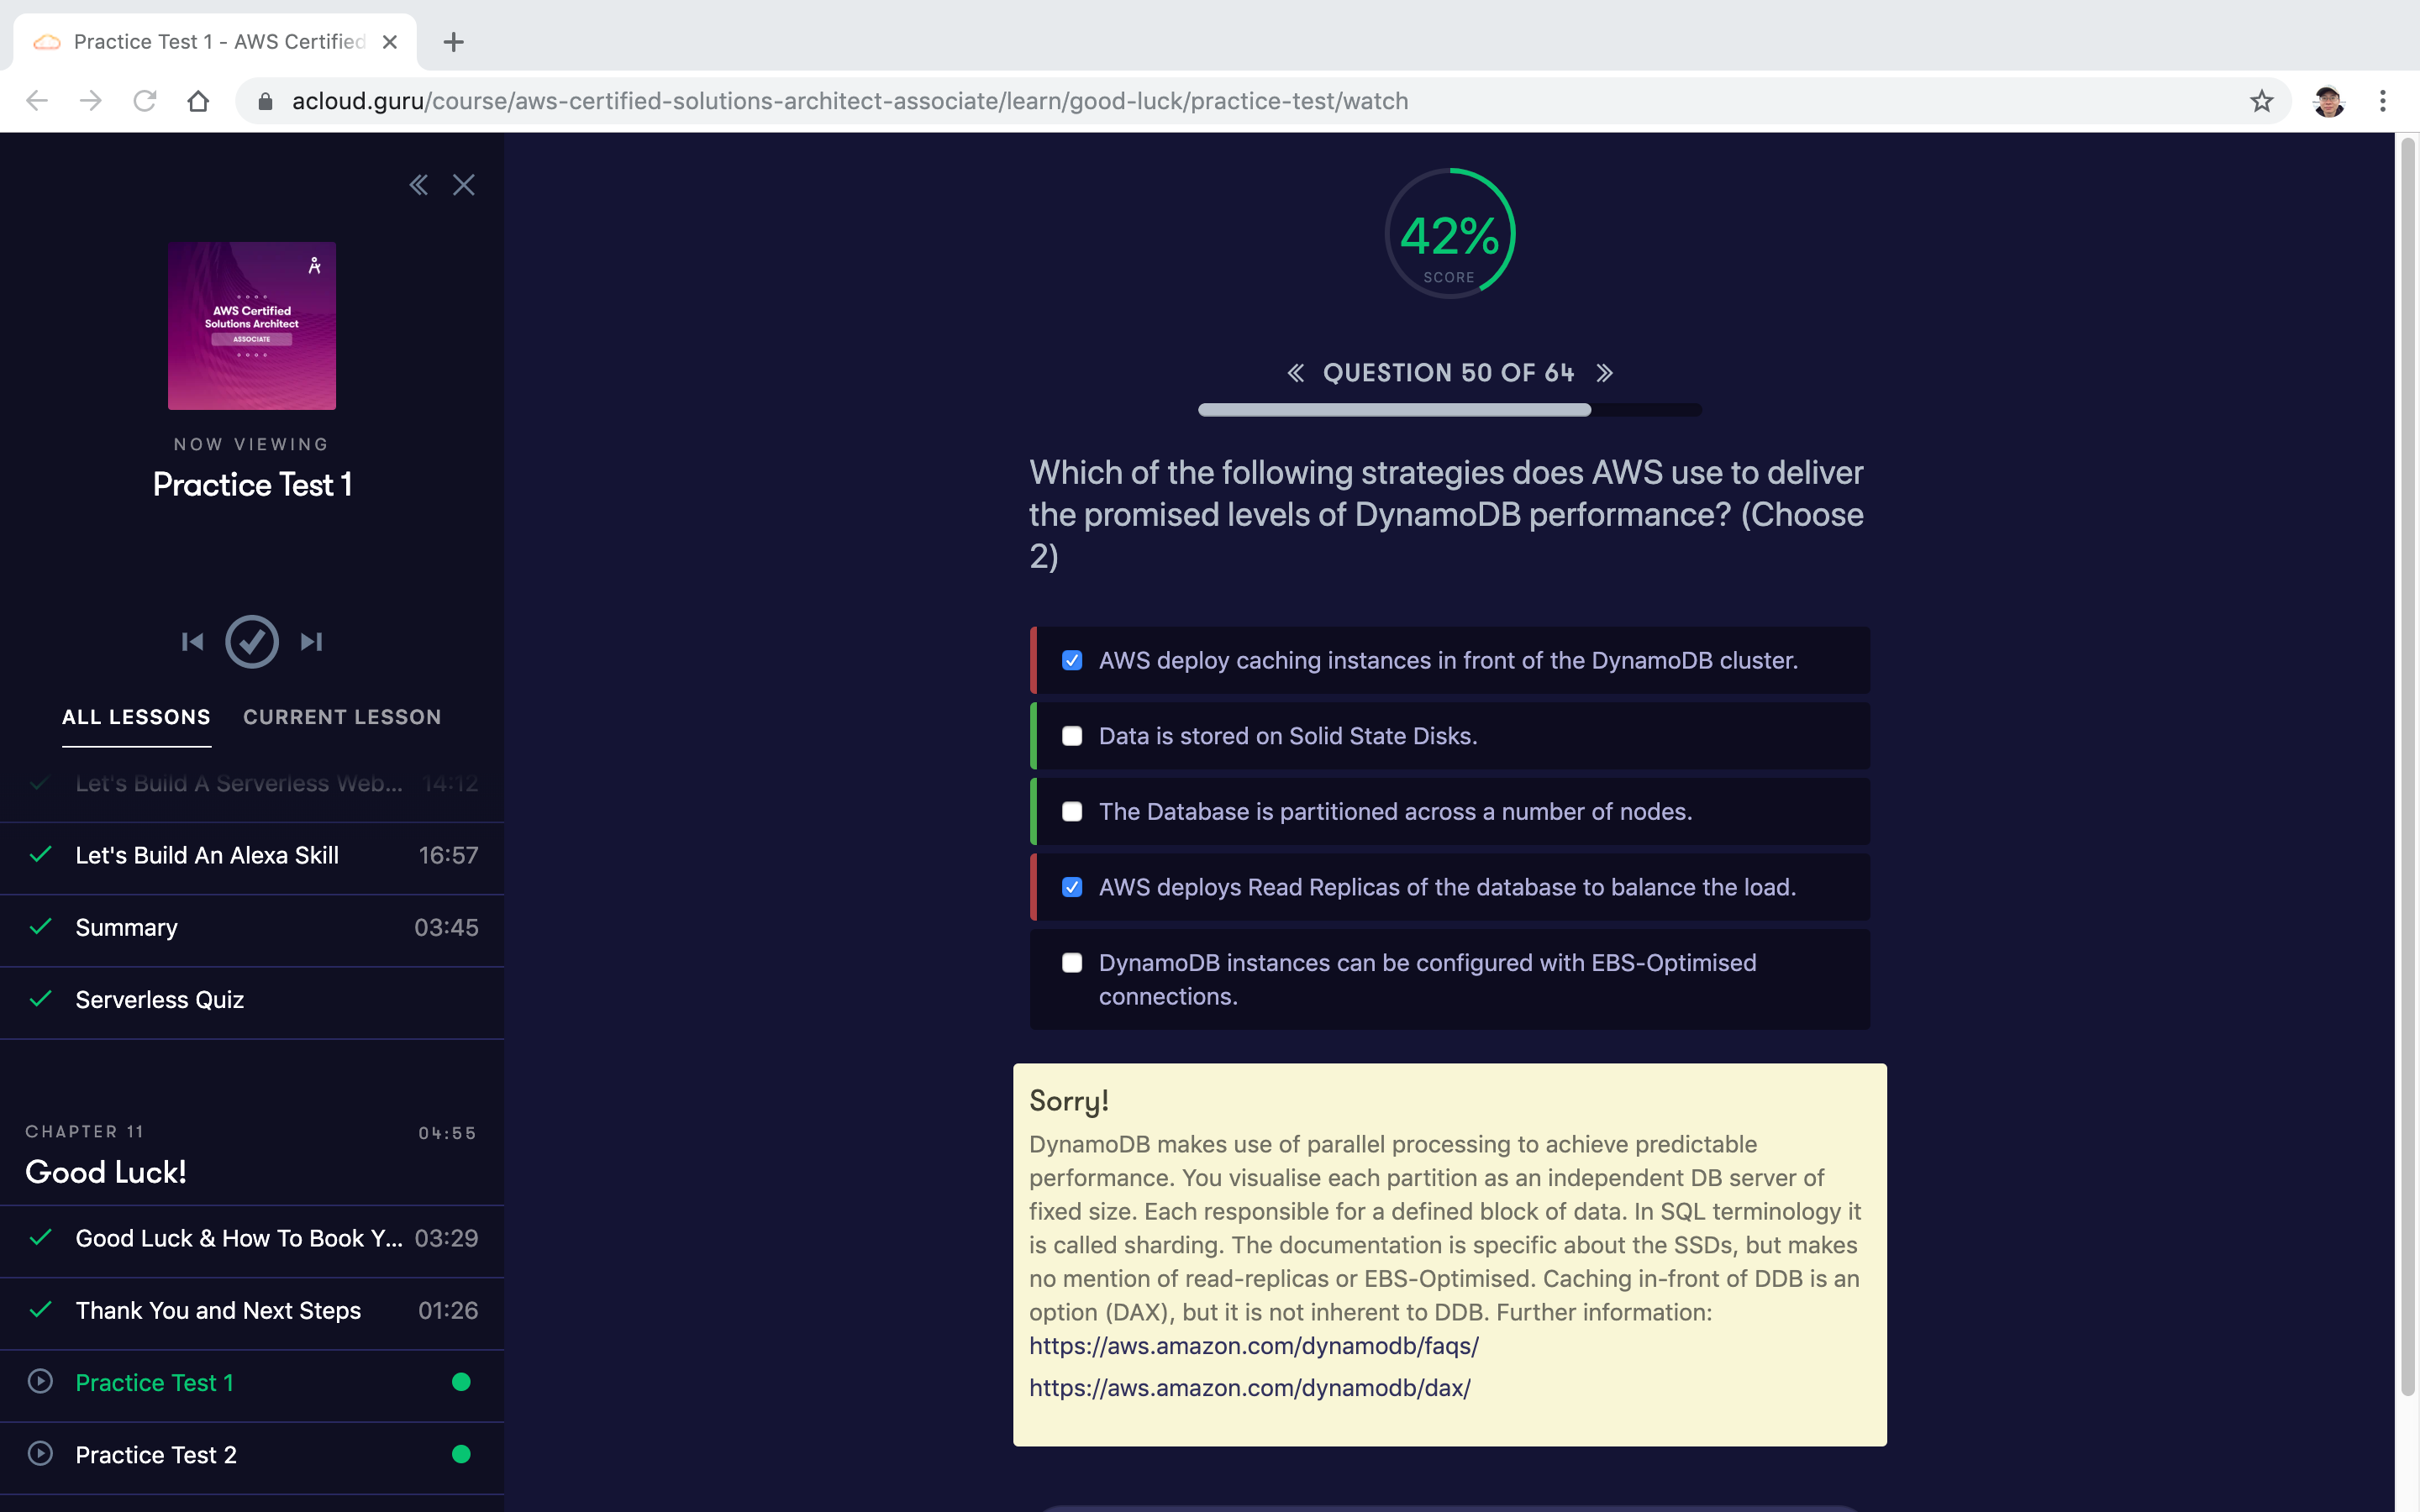 Practice Test 1 - AWS Certified
acloud.guru/course/aws-certified-solutions-architect-associate/learn/good-luck/practice-test/watch
AWS Certified
Solutions Architect
ASSOCIATE
NOW VIEWING
Practice Test 1
ALL LESSONS
CURRENT LESSON
Let's Build A Serverless Web... 14:12
Let's Build An Alexa Skill 16:57
Summary 03:45
Serverless Quiz
CHAPTER 11 04:55
Good Luck!
Good Luck & How To Book Y... 03:29
Thank You and Next Steps 01:26
Practice Test 1
Practice Test 2
42%
SCORE
QUESTION 50 OF 64
Which of the following strategies does AWS use to deliver
the promised levels of DynamoDB performance? (Choose
2)
AWS deploy caching instances in front of the DynamoDB cluster.
Data is stored on Solid State Disks.
The Database is partitioned across a number of nodes.
AWS deploys Read Replicas of the database to balance the load.
DynamoDB instances can be configured with EBS-Optimised
connections.
Sorry!
DynamoDB makes use of parallel processing to achieve predictable
performance. You visualise each partition as an independent DB server of
fixed size. Each responsible for a defined block of data. In SQL terminology it
is called sharding. The documentation is specific about the SSDs, but makes
no mention of read-replicas or EBS-Optimised. Caching in-front of DDB is an
option (DAX), but it is not inherent to DDB. Further information:
https://aws.amazon.com/dynamodb/faqs/
https://aws.amazon.com/dynamodb/dax/